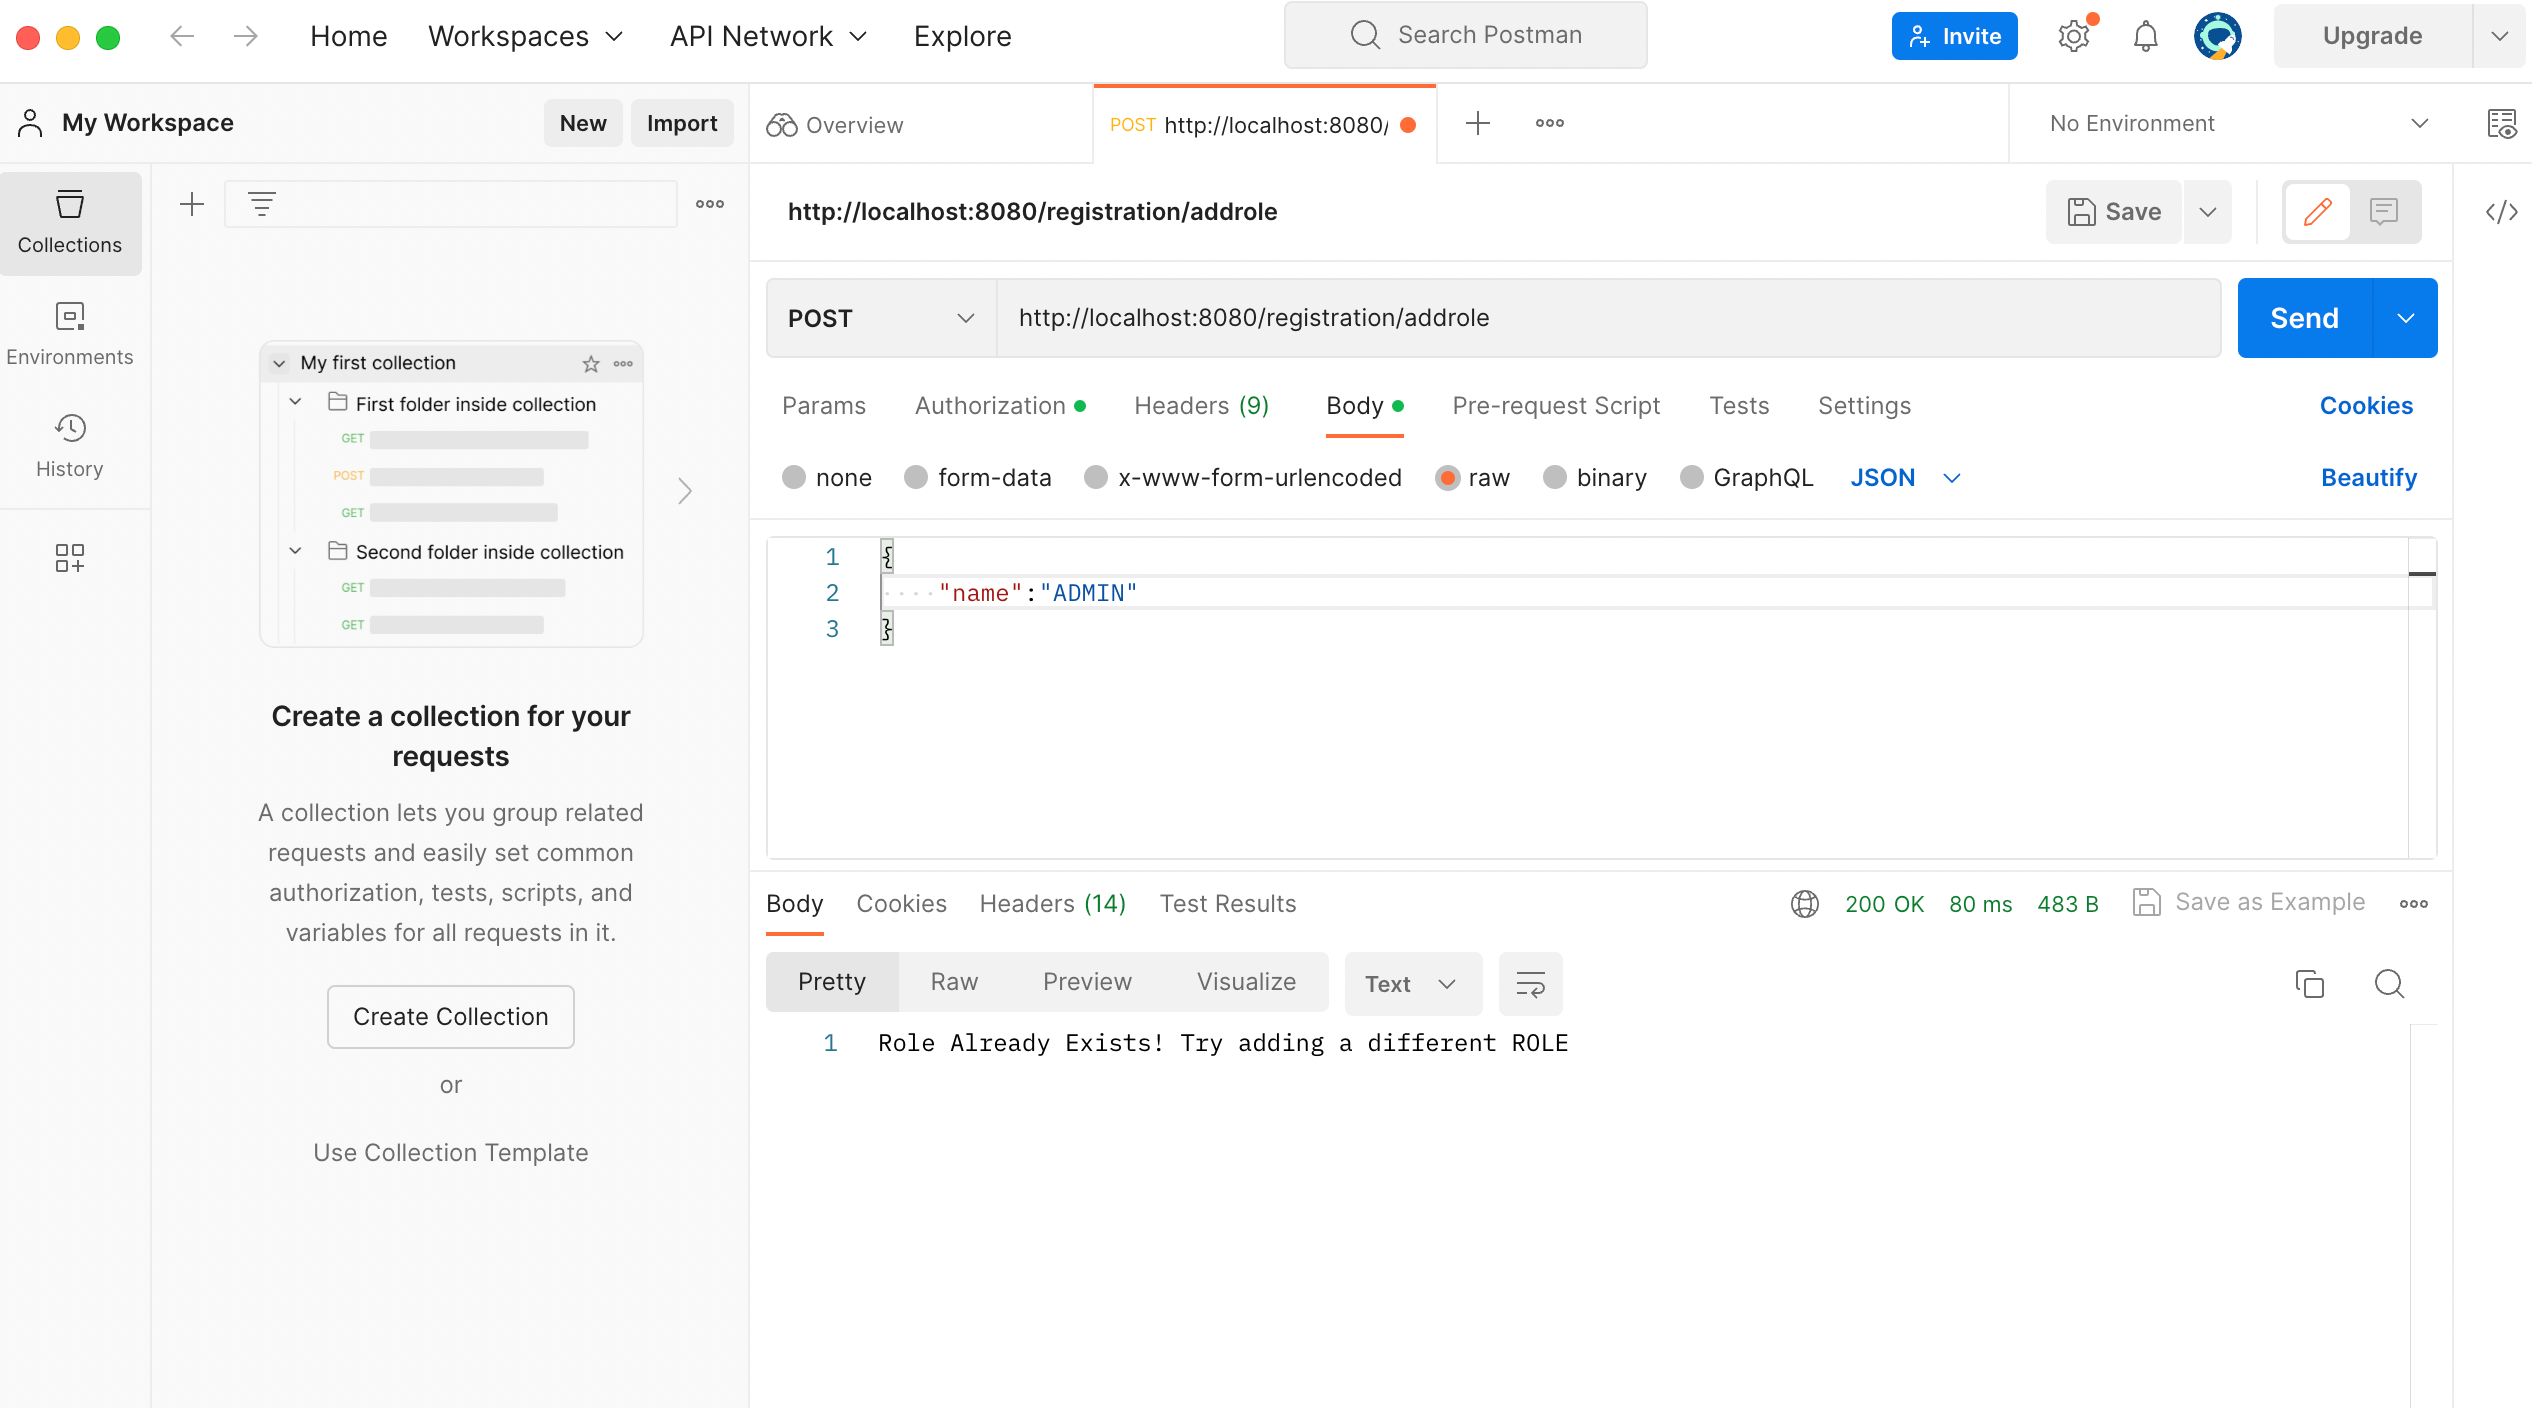 Home Workspaces API Network Explore Search Postman Invite Upgrade
My Workspace New Import Overview POST http://localhost:8080/ No Environment
Collections
Environments
History
My first collection
First folder inside collection
GET
POST
GET
Second folder inside collection
GET
GET
Create a collection for your
requests
A collection lets you group related
requests and easily set common
authorization, tests, scripts, and
variables for all requests in it.
Create Collection
or
Use Collection Template
http://localhost:8080/registration/addrole Save
POST http://localhost:8080/registration/addrole Send
Params Authorization Headers (9) Body Pre-request Script Tests Settings Cookies
none form-data x-www-form-urlencoded raw binary GraphQL JSON Beautify
1 {
2 "name":"ADMIN"
3 }
Body Cookies Headers (14) Test Results 200 OK 80 ms 483 B Save as Example
Pretty Raw Preview Visualize Text
1 Role Already Exists! Try adding a different ROLE